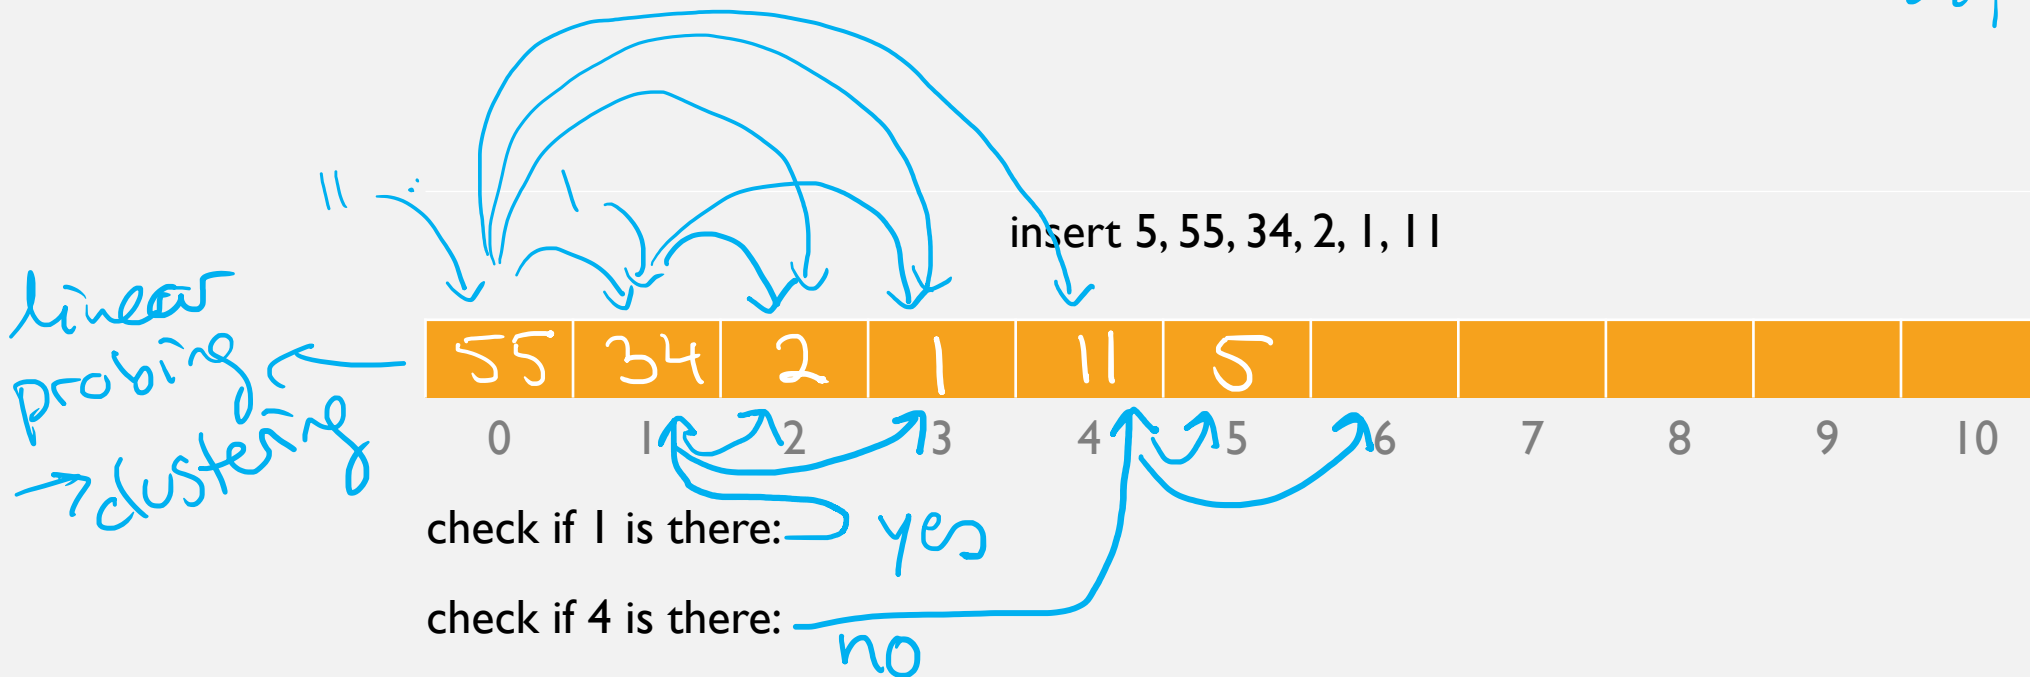 11
1
insert 5, 55, 34, 2, 1, 11
linear
probing
→ clustering
55 34 2 1 11 5
0 1 2 3 4 5 6 7 8 9 10
check if 1 is there: yes
check if 4 is there: no